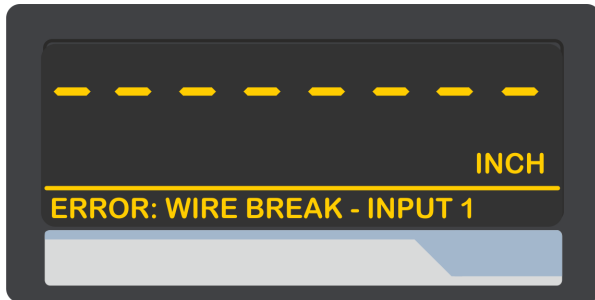 - - - - - - - -
INCH
ERROR: WIRE BREAK - INPUT 1